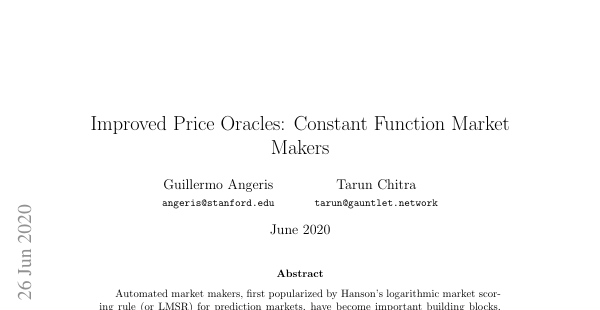 Improved Price Oracles: Constant Function Market
Makers
Guillermo Angeris Tarun Chitra
angeris@stanford.edu tarun@gauntlet.network
June 2020
26 Jun 2020
Abstract
Automated market makers, first popularized by Hanson's logarithmic market scor-
ing rule (or LMSR) for prediction markets, have become important building blocks,